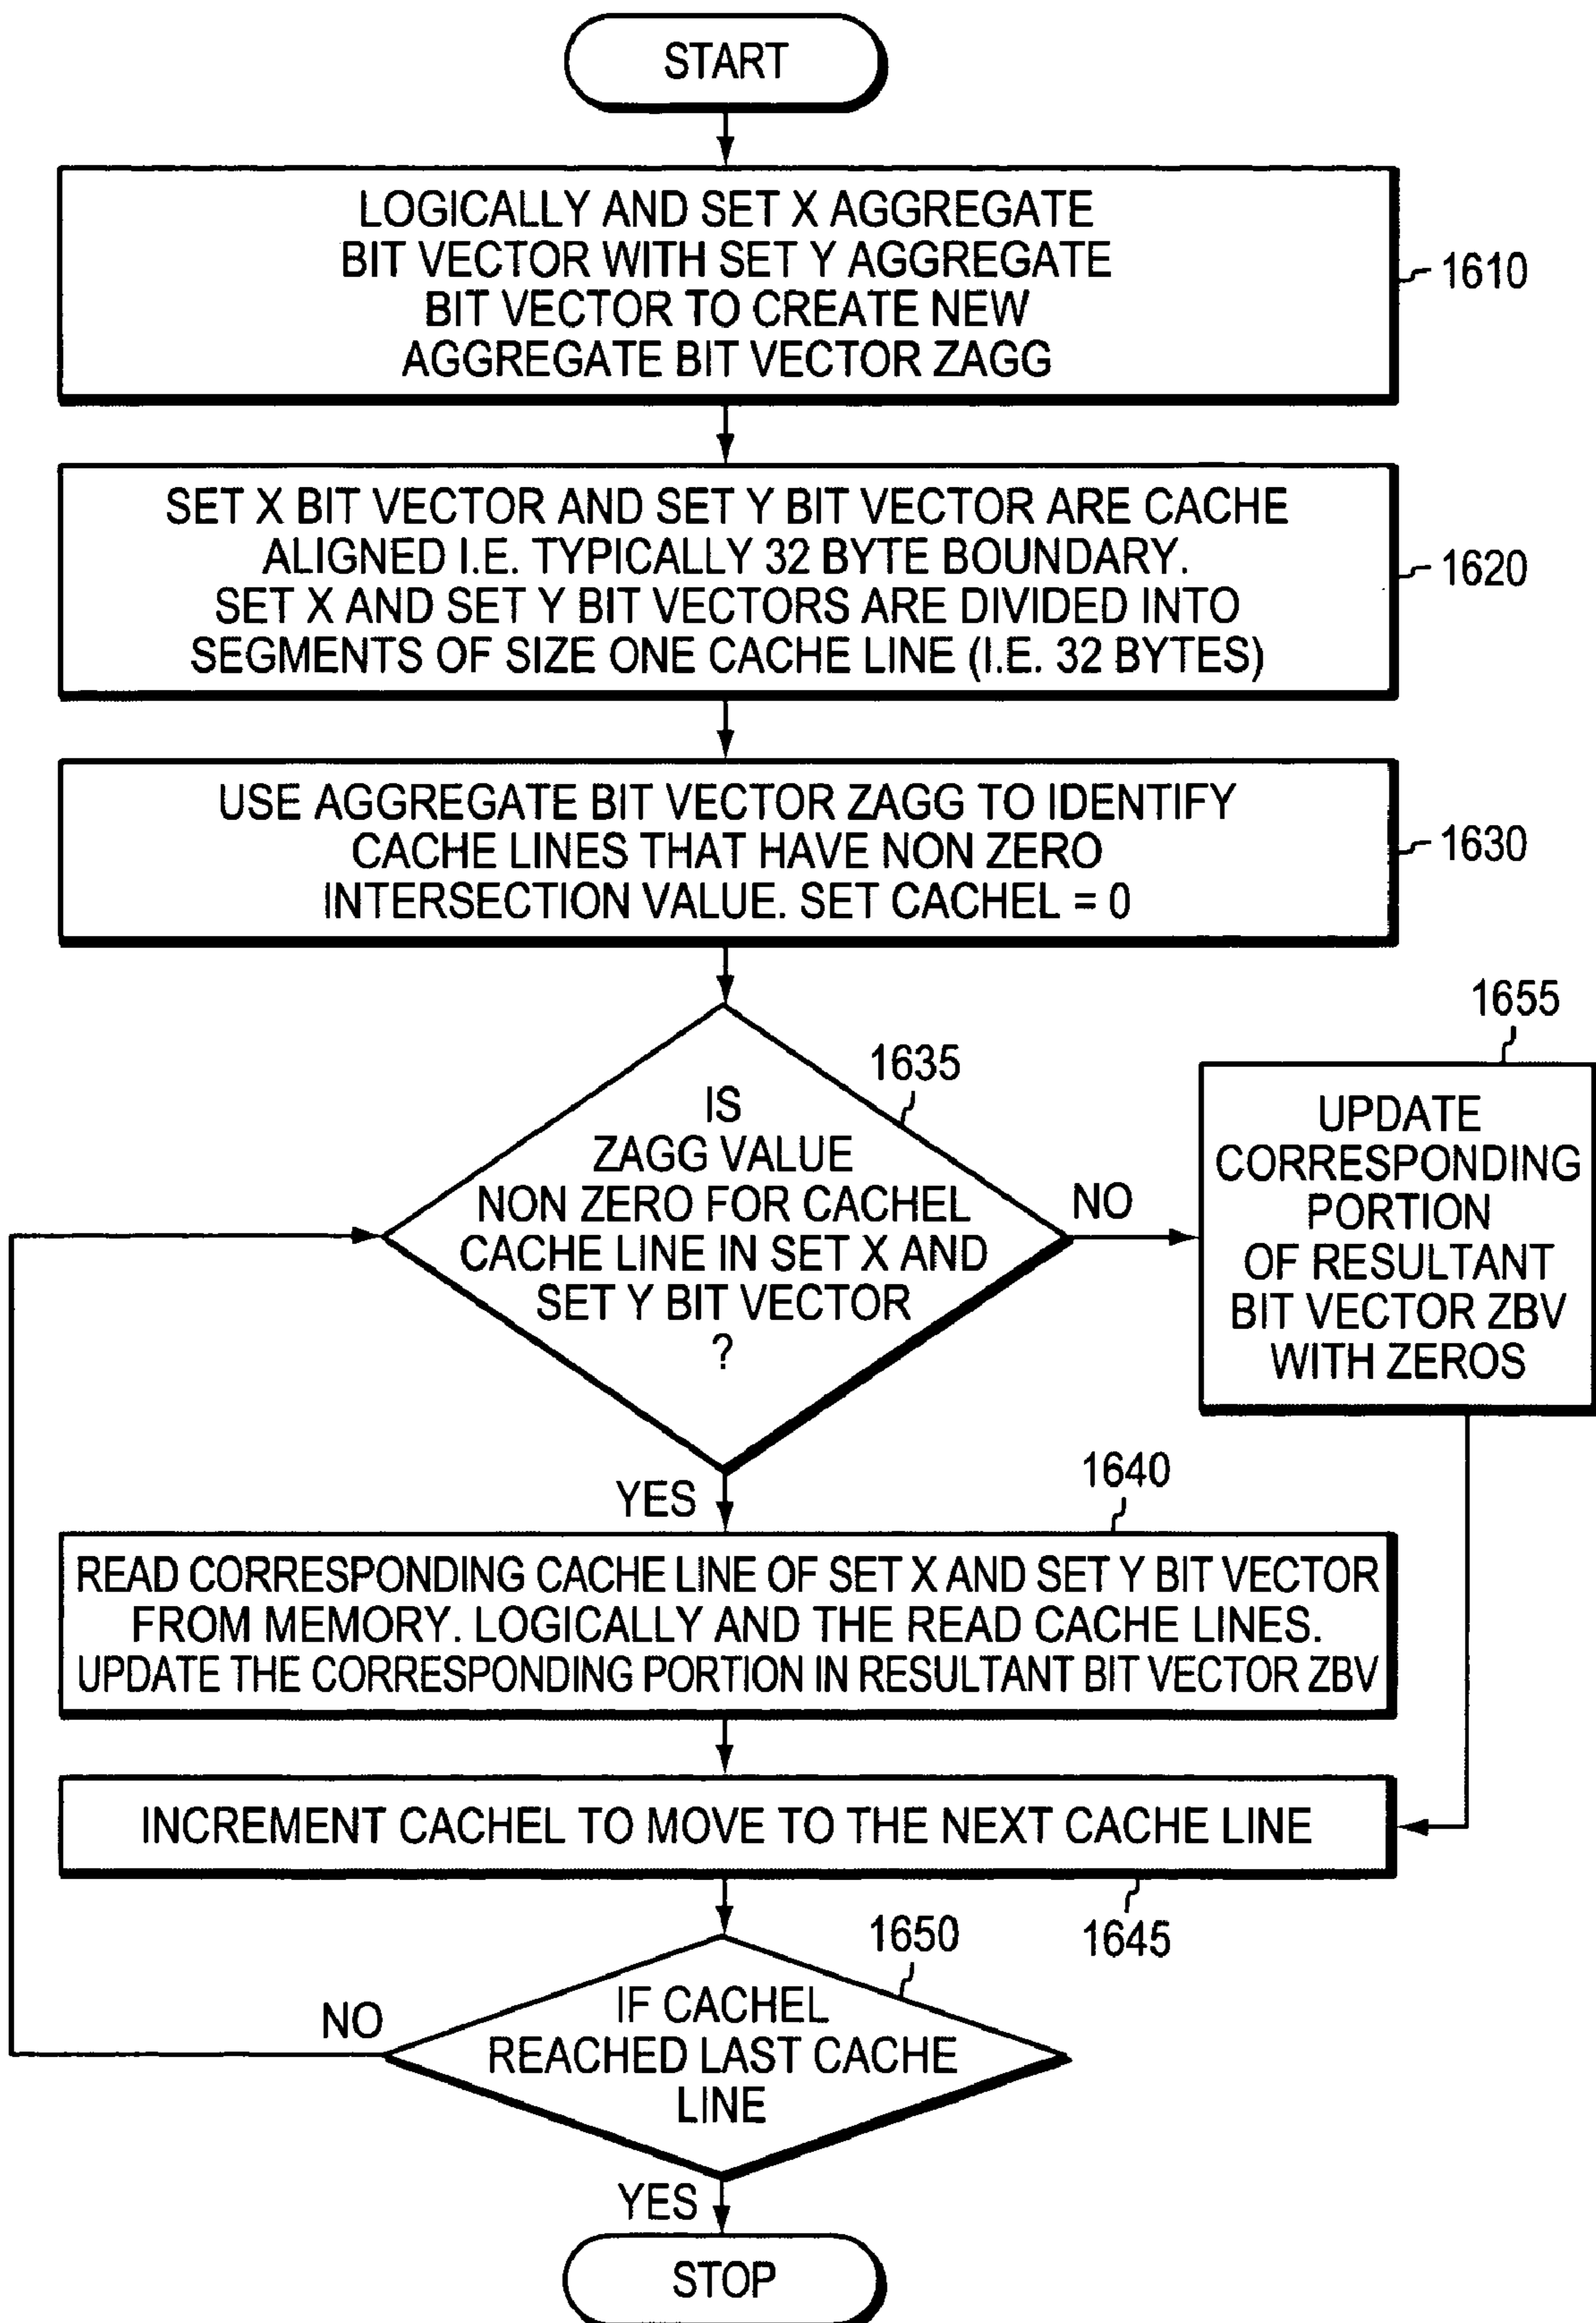 START
LOGICALLY AND SET X AGGREGATE
BIT VECTOR WITH SET Y AGGREGATE
BIT VECTOR TO CREATE NEW
AGGREGATE BIT VECTOR ZAGG
1610
SET X BIT VECTOR AND SET Y BIT VECTOR ARE CACHE
ALIGNED I.E. TYPICALLY 32 BYTE BOUNDARY.
SET X AND SET Y BIT VECTORS ARE DIVIDED INTO
SEGMENTS OF SIZE ONE CACHE LINE (I.E. 32 BYTES)
1620
USE AGGREGATE BIT VECTOR ZAGG TO IDENTIFY
CACHE LINES THAT HAVE NON ZERO
INTERSECTION VALUE. SET CACHEL = 0
1630
1635
IS
ZAGG VALUE
NON ZERO FOR CACHEL
CACHE LINE IN SET X AND
SET Y BIT VECTOR
?
NO
1655
UPDATE
CORRESPONDING
PORTION
OF RESULTANT
BIT VECTOR ZBV
WITH ZEROS
YES
1640
READ CORRESPONDING CACHE LINE OF SET X AND SET Y BIT VECTOR
FROM MEMORY. LOGICALLY AND THE READ CACHE LINES.
UPDATE THE CORRESPONDING PORTION IN RESULTANT BIT VECTOR ZBV
INCREMENT CACHEL TO MOVE TO THE NEXT CACHE LINE
1645
1650
IF CACHEL
REACHED LAST CACHE
LINE
NO
YES
STOP